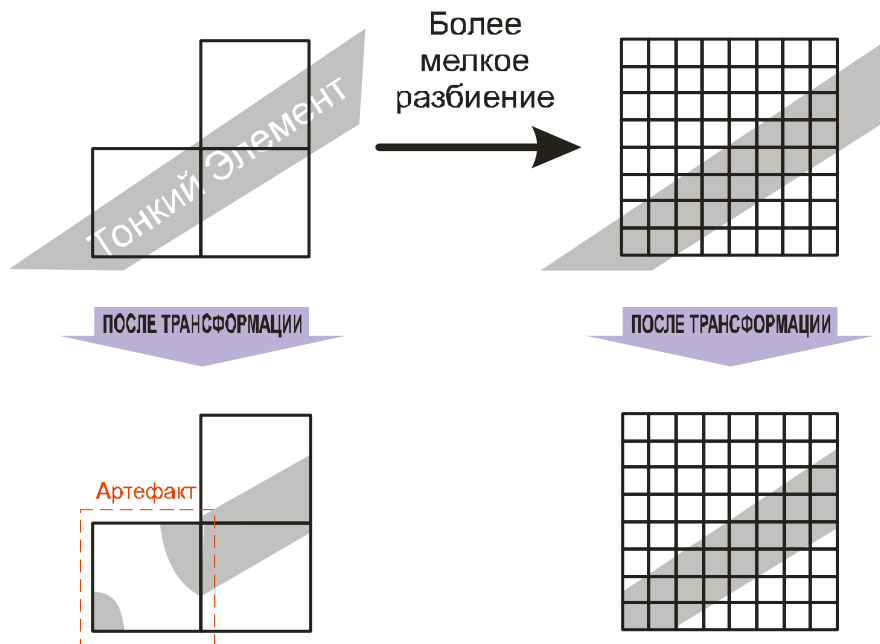 Более
мелкое
разбиение
Тонкий Элемент
ПОСЛЕ ТРАНСФОРМАЦИИ
ПОСЛЕ ТРАНСФОРМАЦИИ
Артефакт